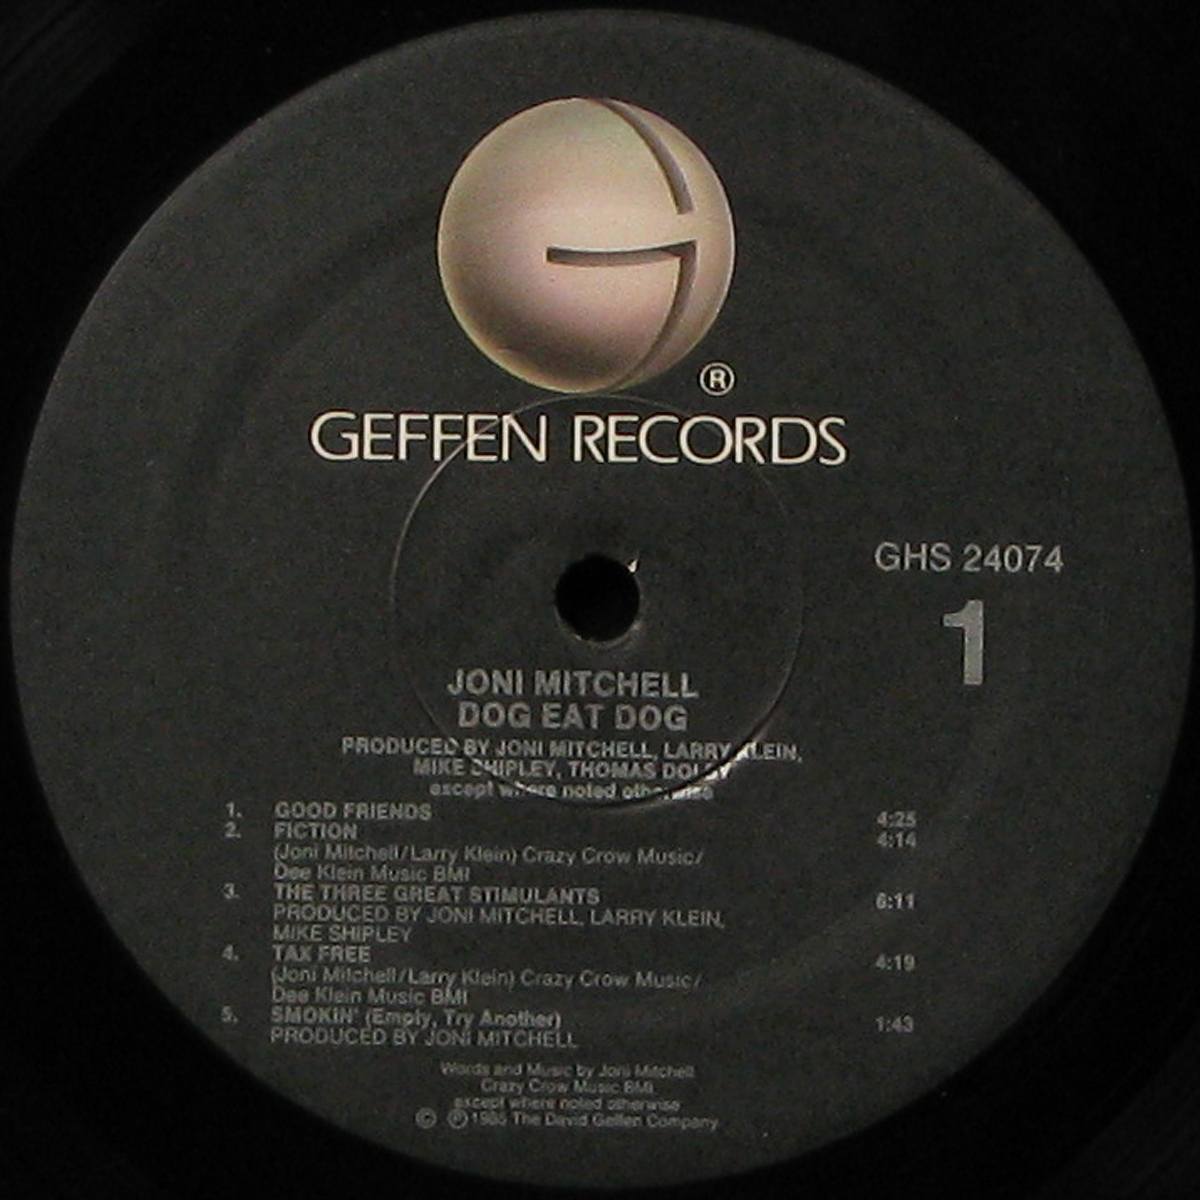 ®
GEFFEN RECORDS
GHS 24074
1
JONI MITCHELL
DOG EAT DOG
PRODUCED BY JONI MITCHELL, LARRY KLEIN,
MIKE SHIPLEY, THOMAS DOLBY
except where noted otherwise
1. GOOD FRIENDS 4:25
2. FICTION 4:14
(Joni Mitchell/Larry Klein) Crazy Crow Music/
Dee Klein Music BMI
3. THE THREE GREAT STIMULANTS 6:11
PRODUCED BY JONI MITCHELL, LARRY KLEIN,
MIKE SHIPLEY
4. TAX FREE 4:19
(Joni Mitchell/Larry Klein) Crazy Crow Music/
Dee Klein Music BMI
5. SMOKIN' (Empty, Try Another) 1:43
PRODUCED BY JONI MITCHELL
Words and Music by Joni Mitchell
Crazy Crow Music BMI
except where noted otherwise
© ℗ 1985 The David Geffen Company